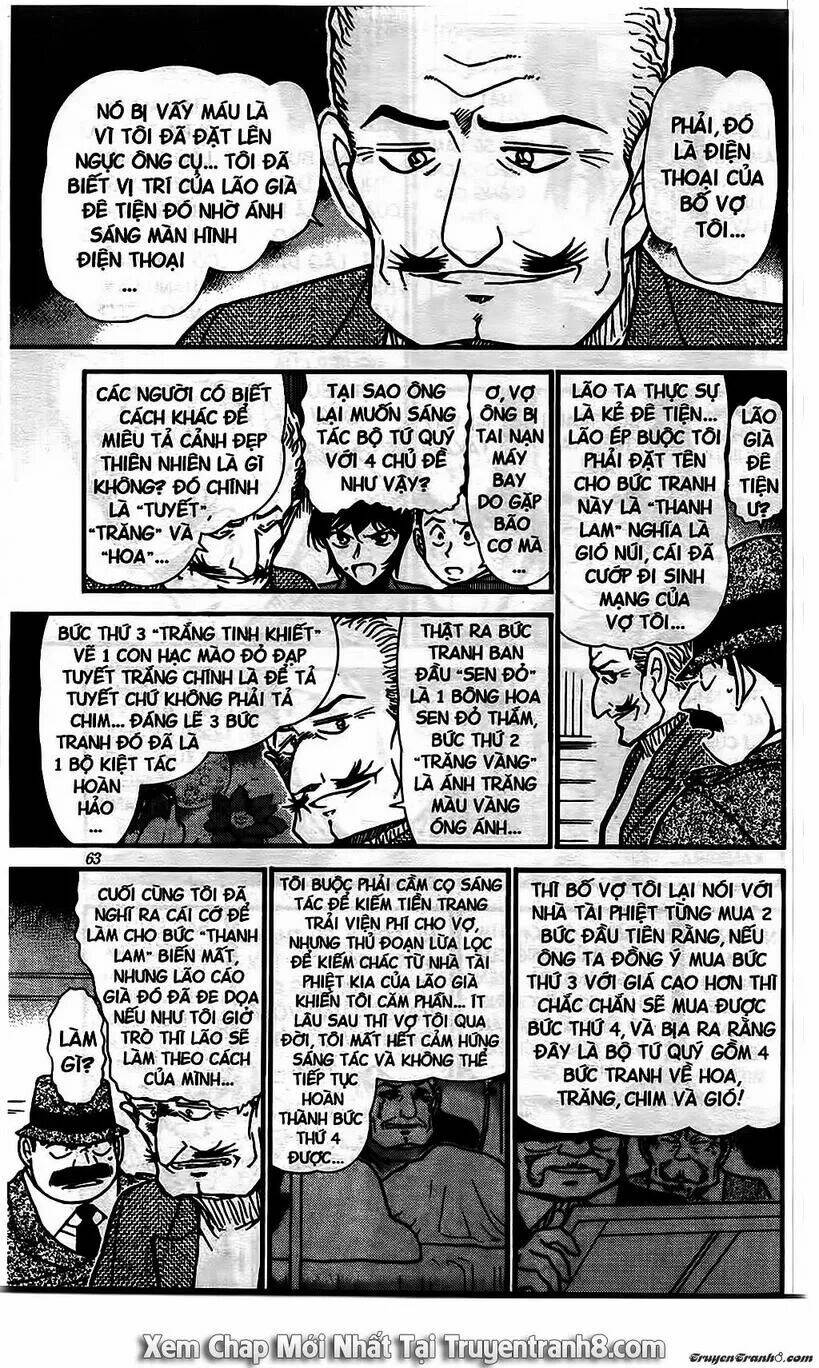 PHẢI, ĐÓ
LÀ ĐIỆN
THOẠI CỦA
BỐ VỢ
TÔI...
NÓ BỊ VẤY MÁU LÀ
VÌ TÔI ĐÃ ĐẶT LÊN
NGỰC ÔNG CỤ... TÔI ĐÃ
BIẾT VỊ TRÍ CỦA LÃO GIÀ
ĐÊ TIỆN ĐÓ NHỜ ÁNH
SÁNG MÀN HÌNH
ĐIỆN THOẠI
...
LÃO
GIÀ
ĐÊ
TIỆN
Ư?
LÃO TA THỰC SỰ
LÀ KẺ ĐÊ TIỆN...
LÃO ÉP BUỘC TÔI
PHẢI ĐẶT TÊN
CHO BỨC TRANH
NÀY LÀ "THANH
LAM" NGHĨA LÀ
GIÓ NÚI, CÁI ĐÃ
CƯỚP ĐI SINH
MẠNG CỦA
VỢ TÔI...
Ơ, VỢ
ÔNG BỊ
TAI NẠN
MÁY
BAY
DO GẶP
BÃO
CƠ MÀ
...
TẠI SAO ÔNG
LẠI MUỐN SÁNG
TÁC BỘ TỨ QUÝ
VỚI 4 CHỦ ĐỀ
NHƯ VẬY?
CÁC NGƯỜI CÓ BIẾT
CÁCH KHÁC ĐỂ
MIÊU TẢ CẢNH ĐẸP
THIÊN NHIÊN LÀ GÌ
KHÔNG? ĐÓ CHÍNH
LÀ "TUYẾT",
"TRĂNG" VÀ
"HOA"...
THẬT RA BỨC
TRANH BAN
ĐẦU "SEN ĐỎ"
LÀ 1 BÔNG HOA
SEN ĐỎ THẮM,
BỨC THỨ 2
"TRĂNG VÀNG"
LÀ ÁNH TRĂNG
MÀU VÀNG
ÓNG ÁNH...
BỨC THỨ 3 "TRẮNG TINH KHIẾT"
VẼ 1 CON HẠC MÀO ĐỎ ĐẠP
TUYẾT TRẮNG CHÍNH LÀ ĐỂ TẢ
TUYẾT CHỨ KHÔNG PHẢI TẢ
CHIM... ĐÁNG LẼ 3 BỨC
TRANH ĐÓ ĐÃ LÀ
1 BỘ KIỆT TÁC
HOÀN
HẢO
...
63
THÌ BỐ VỢ TÔI LẠI NÓI VỚI
NHÀ TÀI PHIỆT TỪNG MUA 2
BỨC ĐẦU TIÊN RẰNG, NẾU
ÔNG TA ĐỒNG Ý MUA BỨC
THỨ 3 VỚI GIÁ CAO HƠN THÌ
CHẮC CHẮN SẼ MUA ĐƯỢC
BỨC THỨ 4, VÀ BỊA RA RẰNG
ĐÂY LÀ BỘ TỨ QUÝ GỒM 4
BỨC TRANH VỀ HOA,
TRĂNG, CHIM VÀ GIÓ!
TÔI BUỘC PHẢI CẦM CỌ SÁNG
TÁC ĐỂ KIẾM TIỀN TRANG
TRẢI VIỆN PHÍ CHO VỢ,
NHƯNG THỦ ĐOẠN LỪA LỌC
ĐỂ KIẾM CHÁC TỪ NHÀ TÀI
PHIỆT KIA CỦA LÃO GIÀ
KHIẾN TÔI CĂM PHẪN... ÍT
LÂU SAU THÌ VỢ TÔI QUA
ĐỜI, TÔI MẤT HẾT CẢM HỨNG
SÁNG TÁC VÀ KHÔNG THỂ
TIẾP TỤC
HOÀN
THÀNH BỨC
THỨ 4
ĐƯỢC...
CUỐI CÙNG TÔI ĐÃ
NGHĨ RA CÁI CỚ ĐỂ
LÀM CHO BỨC "THANH
LAM" BIẾN MẤT,
NHƯNG LÃO CÁO
GIÀ ĐÓ ĐÃ ĐE DỌA
NẾU NHƯ TÔI GIỞ
TRÒ THÌ LÃO SẼ
LÀM THEO CÁCH
CỦA MÌNH...
LÀM
GÌ?
Xem Chap Mới Nhất Tại Truyentranh8.com
TruyenTranh8.com